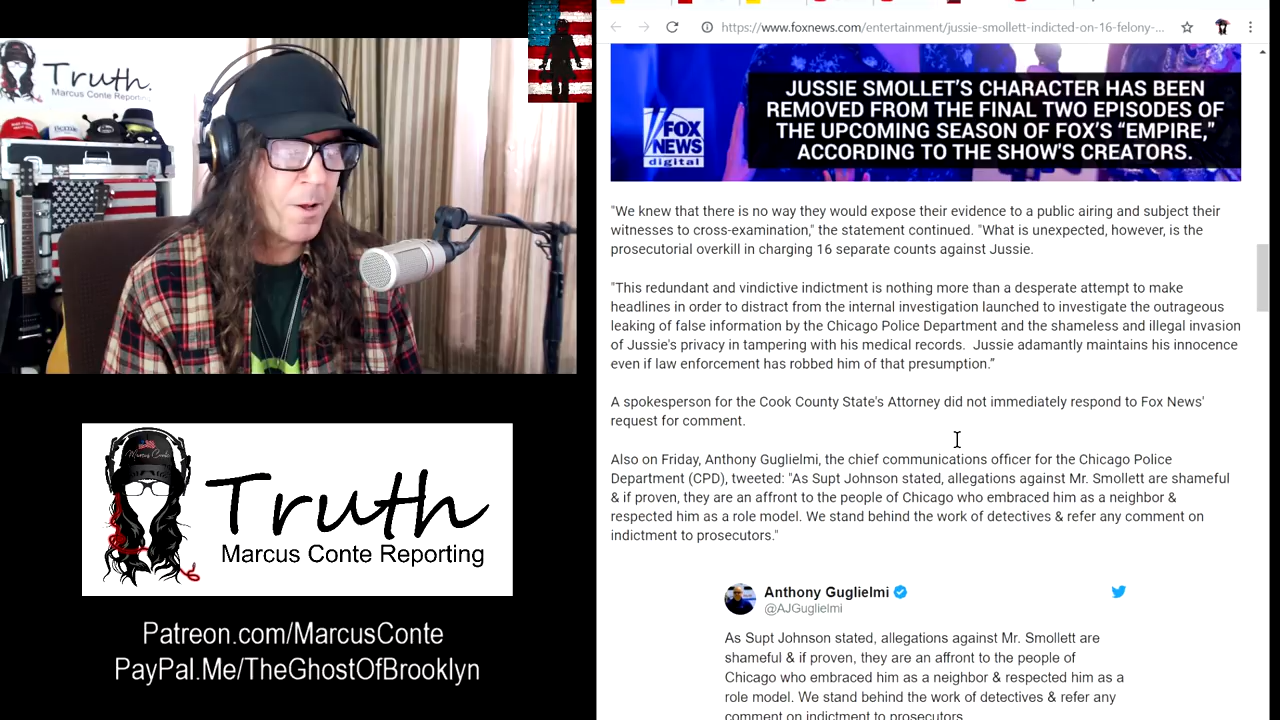 Truth.
Marcus Conte Reporting
https://www.foxnews.com/entertainment/jussie-smollett-indicted-on-16-felony-...
JUSSIE SMOLLET'S CHARACTER HAS BEEN
REMOVED FROM THE FINAL TWO EPISODES OF
THE UPCOMING SEASON OF FOX'S “EMPIRE,”
ACCORDING TO THE SHOW'S CREATORS.
FOX
NEWS
digital
"We knew that there is no way they would expose their evidence to a public airing and subject their
witnesses to cross-examination," the statement continued. "What is unexpected, however, is the
prosecutorial overkill in charging 16 separate counts against Jussie.
"This redundant and vindictive indictment is nothing more than a desperate attempt to make
headlines in order to distract from the internal investigation launched to investigate the outrageous
leaking of false information by the Chicago Police Department and the shameless and illegal invasion
of Jussie's privacy in tampering with his medical records.  Jussie adamantly maintains his innocence
even if law enforcement has robbed him of that presumption.”
A spokesperson for the Cook County State's Attorney did not immediately respond to Fox News'
request for comment.
Also on Friday, Anthony Guglielmi, the chief communications officer for the Chicago Police
Department (CPD), tweeted: "As Supt Johnson stated, allegations against Mr. Smollett are shameful
& if proven, they are an affront to the people of Chicago who embraced him as a neighbor &
respected him as a role model. We stand behind the work of detectives & refer any comment on
indictment to prosecutors."
Anthony Guglielmi
@AJGuglielmi
As Supt Johnson stated, allegations against Mr. Smollett are
shameful & if proven, they are an affront to the people of
Chicago who embraced him as a neighbor & respected him as a
role model. We stand behind the work of detectives & refer any
comment on indictment to prosecutors
Marcus Conte
Truth
Marcus Conte Reporting
Patreon.com/MarcusConte
PayPal.Me/TheGhostOfBrooklyn